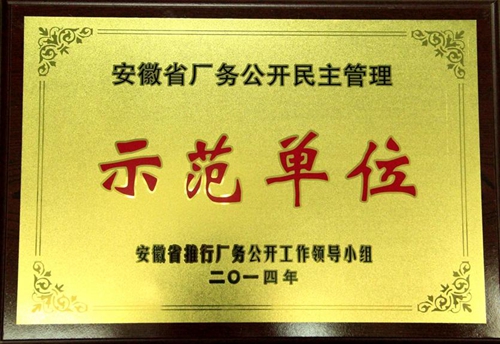 安徽省厂务公开民主管理
示范单位
安徽省推行厂务公开工作领导小组
二〇一四年